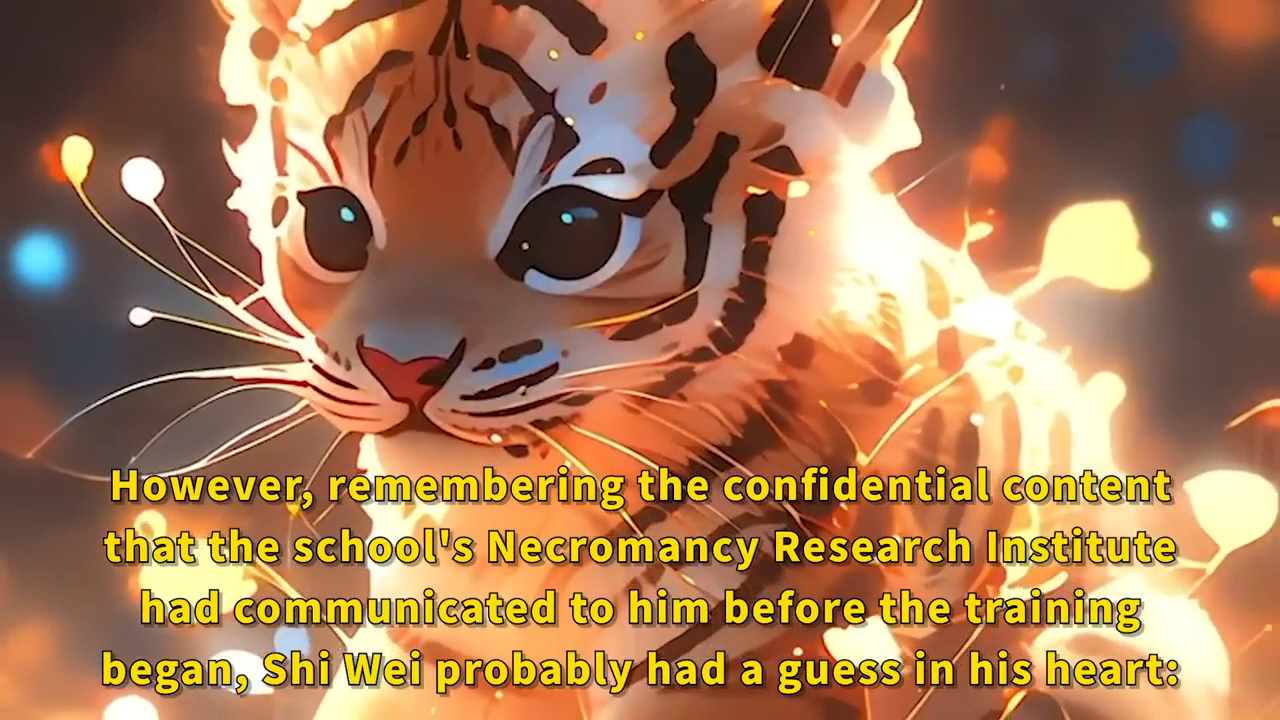 However, remembering the confidential content
that the school's Necromancy Research Institute
had communicated to him before the training
began, Shi Wei probably had a guess in his heart: